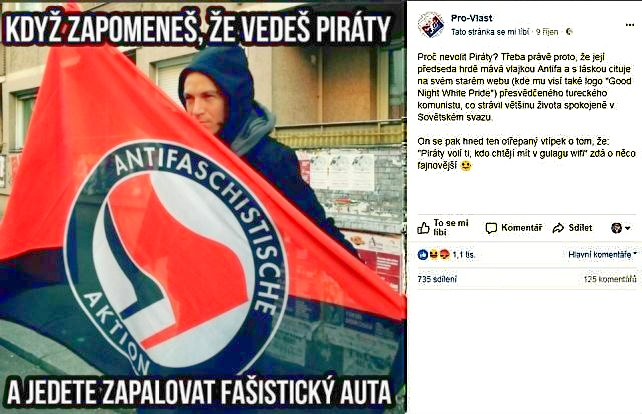 KDYŽ ZAPOMENEŠ, ŽE VEDEŠ PIRÁTY
ANTIFASCHISTISCHE
AKTION
A JEDETE ZAPALOVAT FAŠISTICKÝ AUTA
Pro-Vlast
Tato stránka se mi líbí · 9 říjen ·
Proč nevolit Piráty? Třeba právě proto, že její
předseda hrdě mává vlajkou Antifa a s láskou cituje
na svém starém webu (kde mu visí také logo "Good
Night White Pride") přesvědčeného tureckého
komunistu, co strávil většinu života spokojeně v
Sovětském svazu.
On se pak hned ten otřepaný vtípek o tom, že:
"Piráty volí ti, kdo chtějí mít v gulagu wifi" zdá o něco
fajnovější
To se mi líbí
Komentář
Sdílet
1,1 tis.
Hlavní komentáře
735 sdílení
125 komentářů